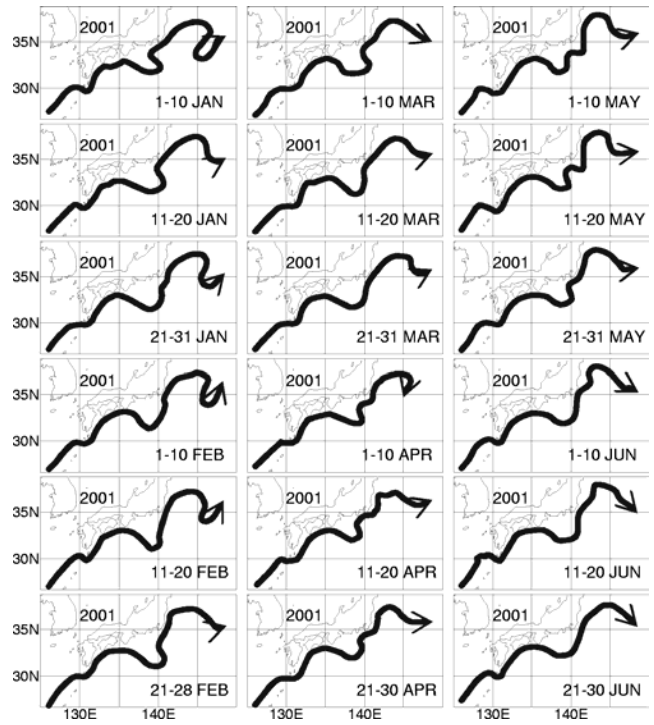 35N 2001 2001 2001
30N 1-10 JAN 1-10 MAR 1-10 MAY
35N 2001 2001 2001
30N 11-20 JAN 11-20 MAR 11-20 MAY
35N 2001 2001 2001
30N 21-31 JAN 21-31 MAR 21-31 MAY
35N 2001 2001 2001
30N 1-10 FEB 1-10 APR 1-10 JUN
35N 2001 2001 2001
30N 11-20 FEB 11-20 APR 11-20 JUN
35N 2001 2001 2001
30N 21-28 FEB 21-30 APR 21-30 JUN
130E 140E 130E 140E 130E 140E